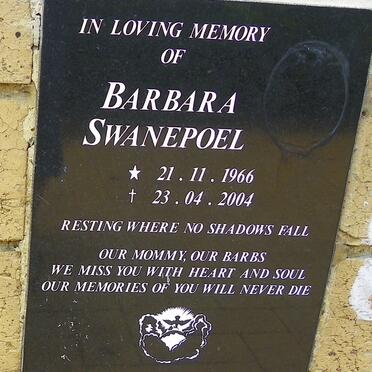 IN LOVING MEMORY
OF
BARBARA
SWANEPOEL
★ 21.11.1966
† 23.04.2004
RESTING WHERE NO SHADOWS FALL
OUR MOMMY, OUR BARBS
WE MISS YOU WITH HEART AND SOUL
OUR MEMORIES OF YOU WILL NEVER DIE